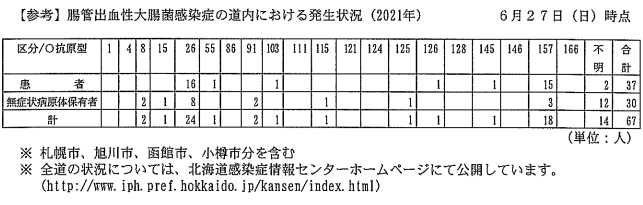 【参考】腸管出血性大腸菌感染症の道内における発生状況（2021年） 6月27日（日）時点
区分/O抗原型 1 4 8 15 26 55 86 91 103 111 115 121 124 125 126 128 145 146 157 166 不明 合計
患者 16 1 1 1 1 15 2 37
無症状病原体保有者 2 1 8 2 1 1 3 12 30
計 2 1 24 1 2 1 1 1 1 1 18 14 67
（単位：人）
※ 札幌市、旭川市、函館市、小樽市分を含む
※ 全道の状況については、北海道感染症情報センターホームページにて公開しています。
(http://www.iph.pref.hokkaido.jp/kansen/index.html)